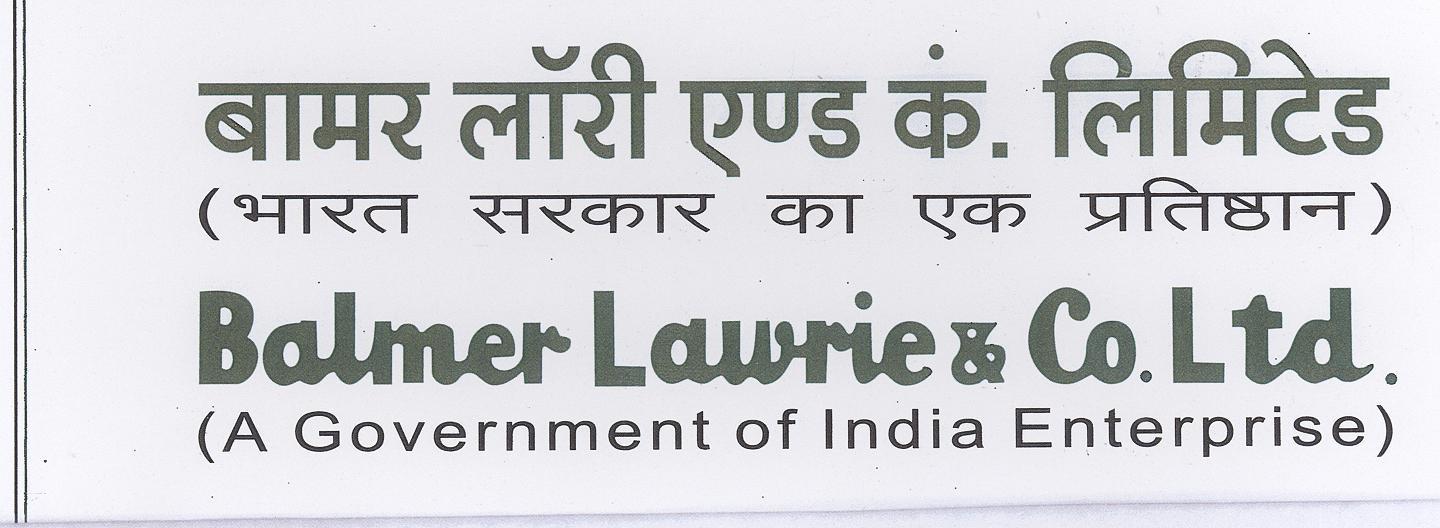 बामर लॉरी एण्ड कं. लिमिटेड
(भारत सरकार का एक प्रतिष्ठान)
Balmer Lawrie & Co. Ltd.
(A Government of India Enterprise)